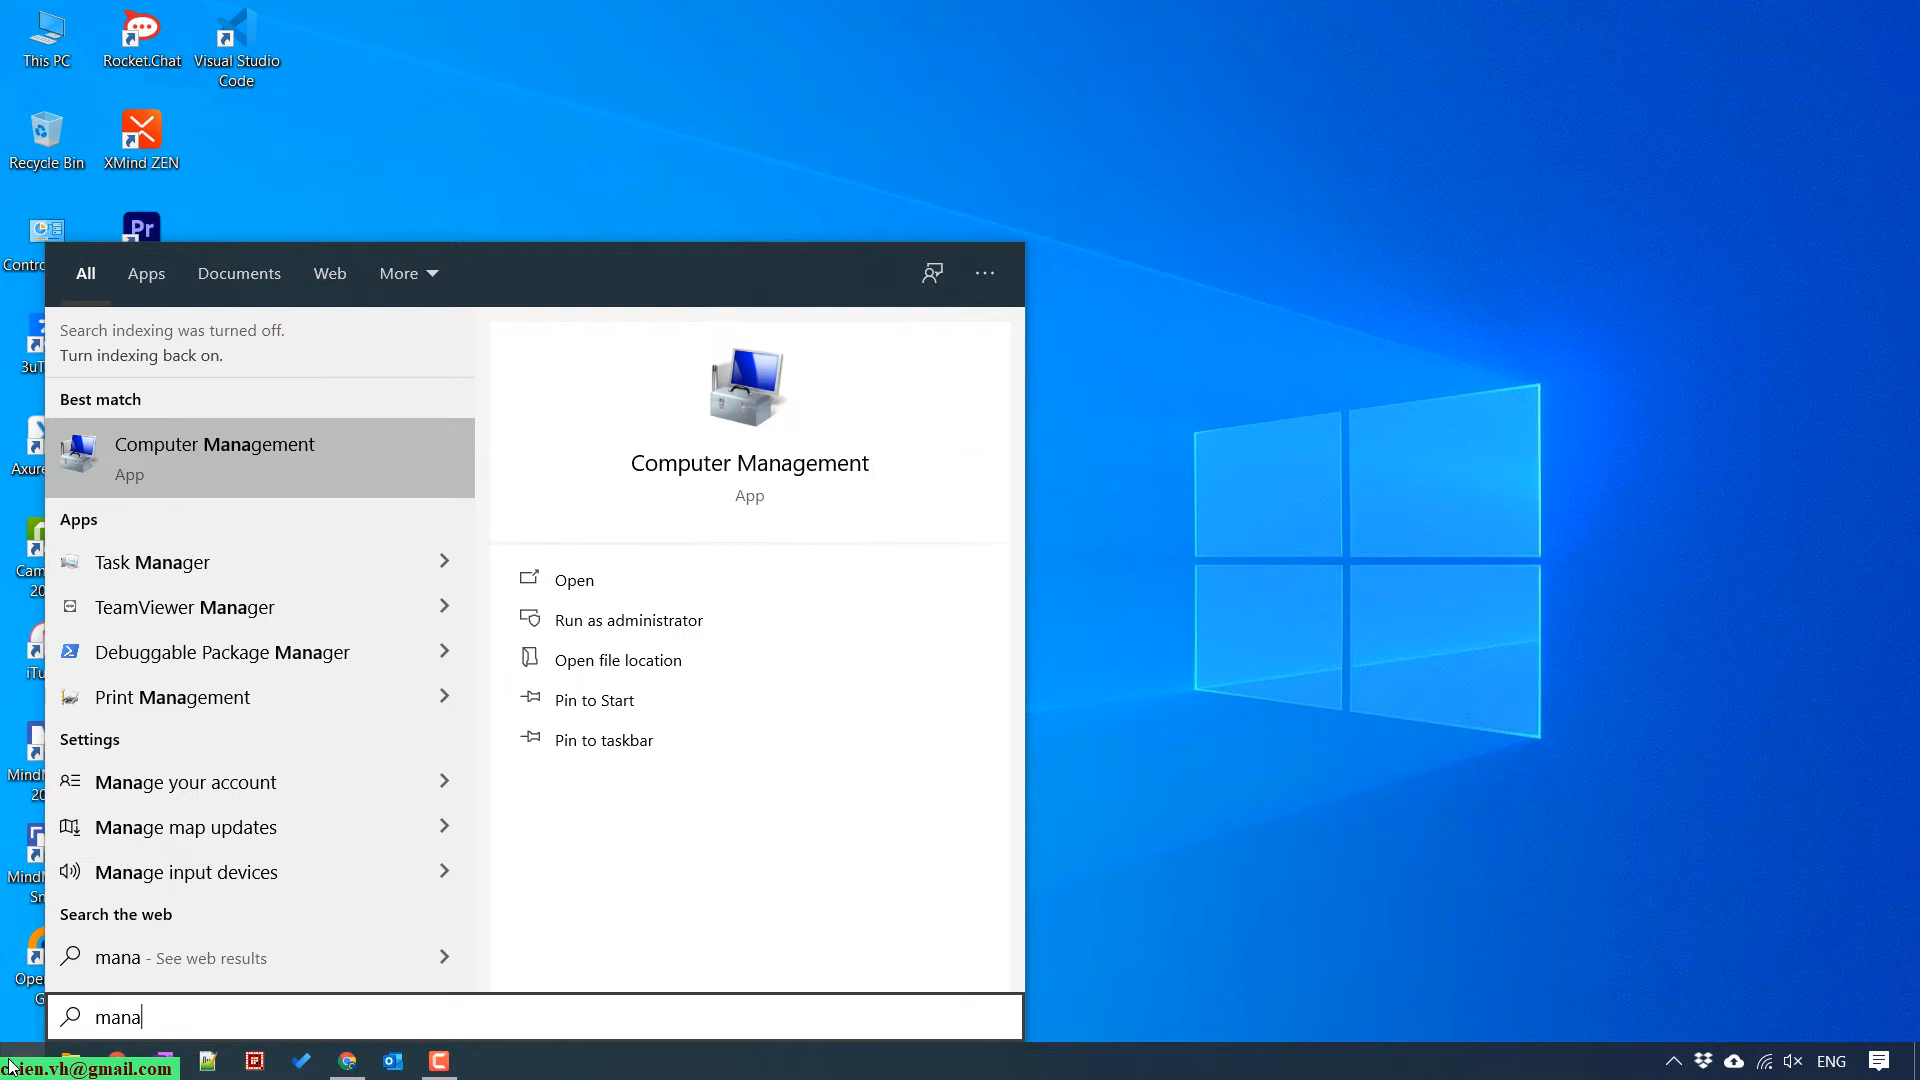 This PC
Rocket.Chat
Visual Studio
Code
Recycle Bin
XMind ZEN
Pr
All
Apps
Documents
Web
More
Search indexing was turned off.
Turn indexing back on.
Best match
Computer Management
App
Apps
Task Manager
TeamViewer Manager
Debuggable Package Manager
Print Management
Settings
Manage your account
Manage map updates
Manage input devices
Search the web
mana - See web results
mana
Computer Management
App
Open
Run as administrator
Open file location
Pin to Start
Pin to taskbar
ENG